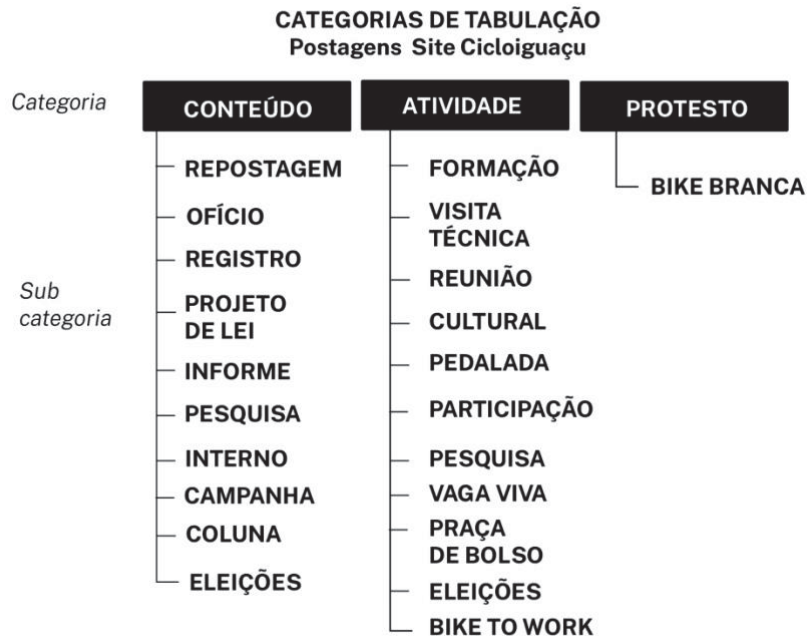 CATEGORIAS DE TABULAÇÃO
Postagens Site Cicloiguaçu
Categoria
CONTEÚDO
ATIVIDADE
PROTESTO
Sub
categoria
REPOSTAGEM
OFÍCIO
REGISTRO
PROJETO
DE LEI
INFORME
PESQUISA
INTERNO
CAMPANHA
COLUNA
ELEIÇÕES
FORMAÇÃO
VISITA
TÉCNICA
REUNIÃO
CULTURAL
PEDALADA
PARTICIPAÇÃO
PESQUISA
VAGA VIVA
PRAÇA
DE BOLSO
ELEIÇÕES
BIKE TO WORK
BIKE BRANCA